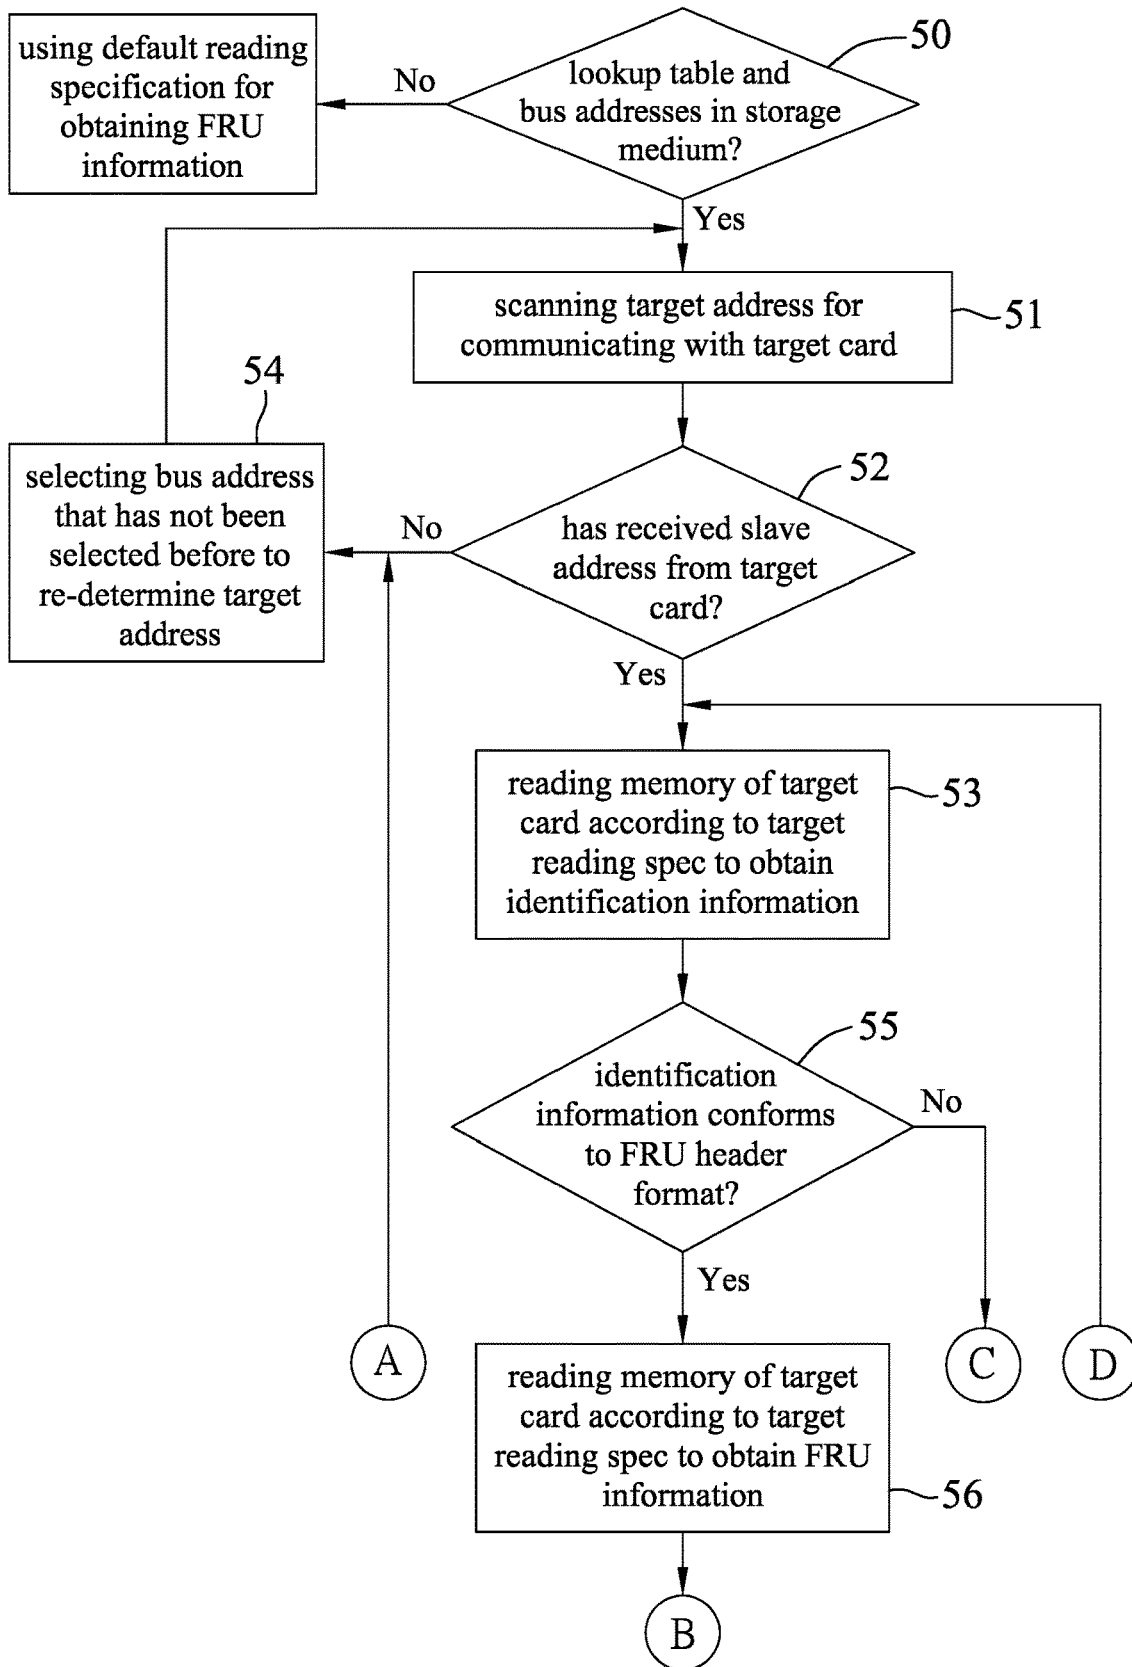 using default reading
specification for
obtaining FRU
information
No
lookup table and
bus addresses in storage
medium?
50
Yes
scanning target address for
communicating with target card
51
54
selecting bus address
that has not been
selected before to
re-determine target
address
No
has received slave
address from target
card?
52
Yes
reading memory of target
card according to target
reading spec to obtain
identification information
53
identification
information conforms
to FRU header
format?
55
No
Yes
A
reading memory of target
card according to target
reading spec to obtain FRU
information
56
C
D
B